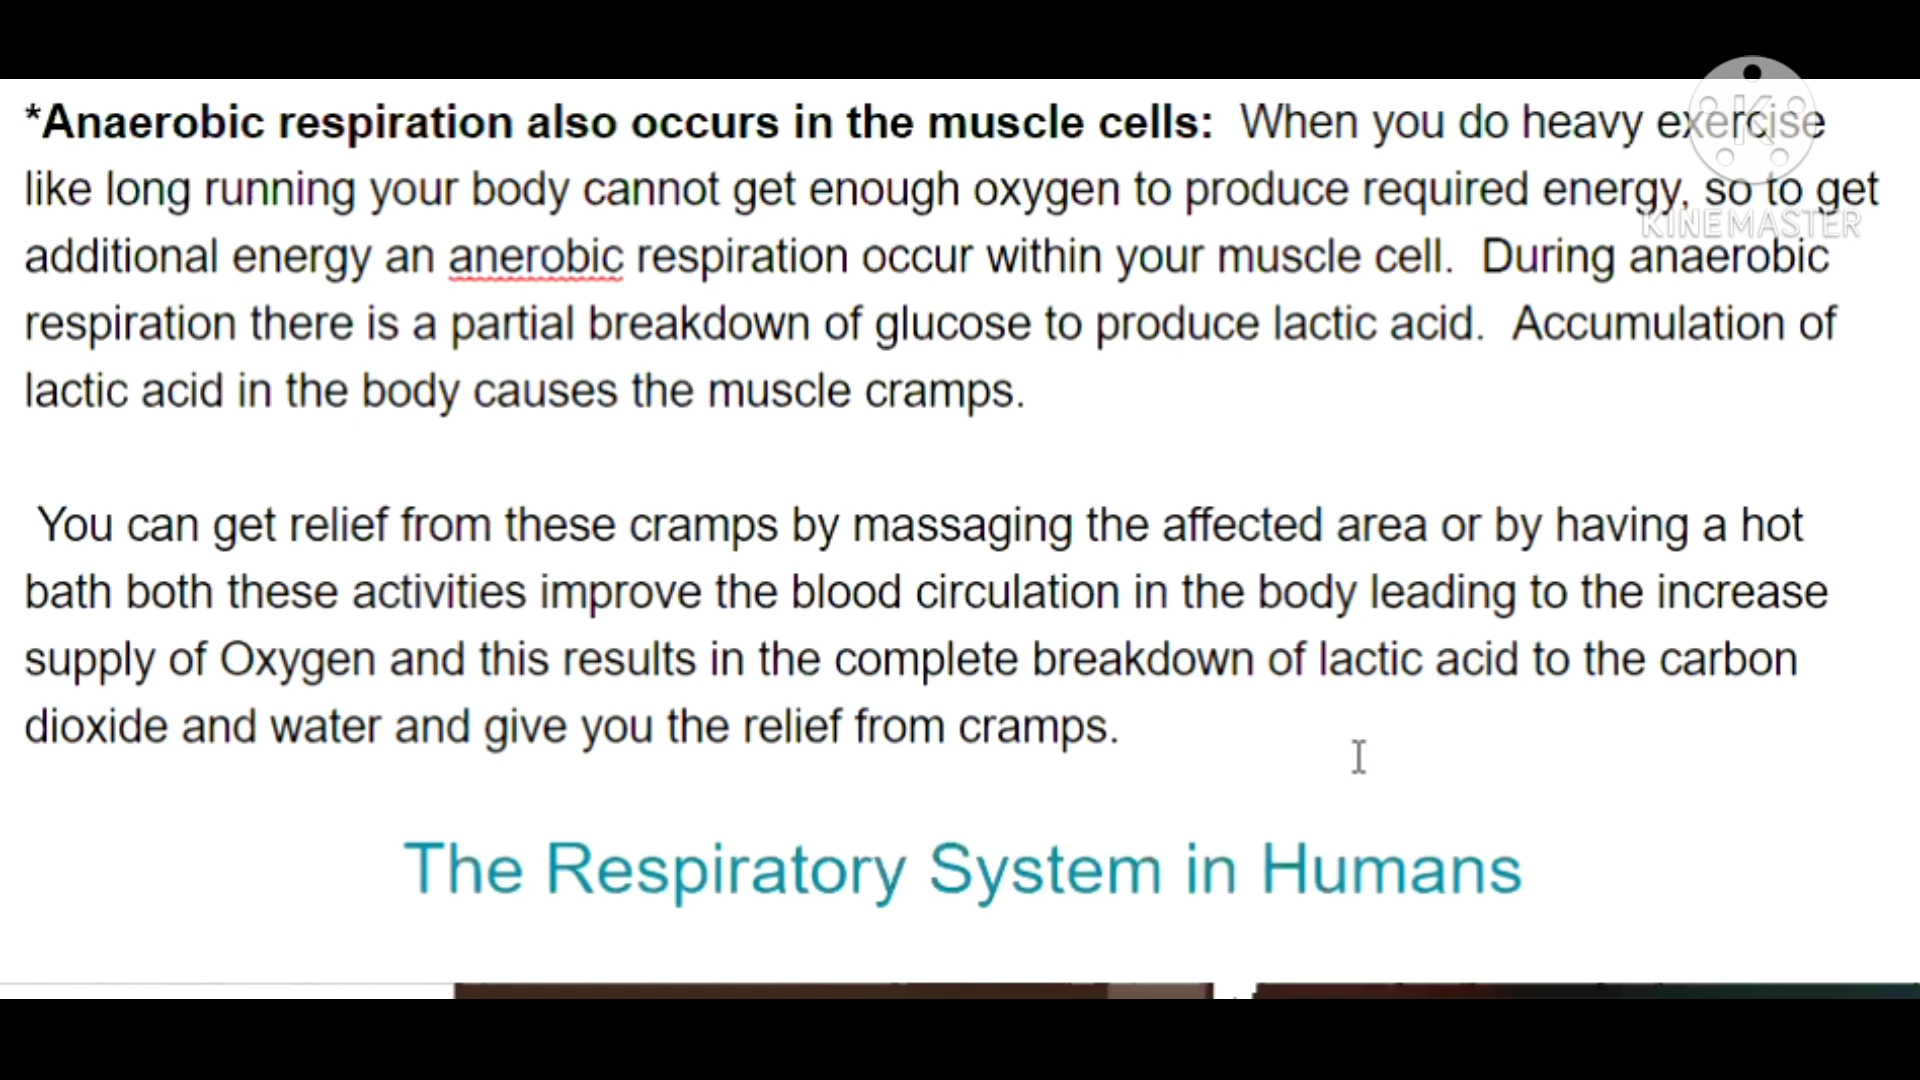 *Anaerobic respiration also occurs in the muscle cells: When you do heavy exercise
like long running your body cannot get enough oxygen to produce required energy, so to get
KINEMASTER
additional energy an anerobic respiration occur within your muscle cell. During anaerobic
respiration there is a partial breakdown of glucose to produce lactic acid. Accumulation of
lactic acid in the body causes the muscle cramps.
You can get relief from these cramps by massaging the affected area or by having a hot
bath both these activities improve the blood circulation in the body leading to the increase
supply of Oxygen and this results in the complete breakdown of lactic acid to the carbon
dioxide and water and give you the relief from cramps.
The Respiratory System in Humans